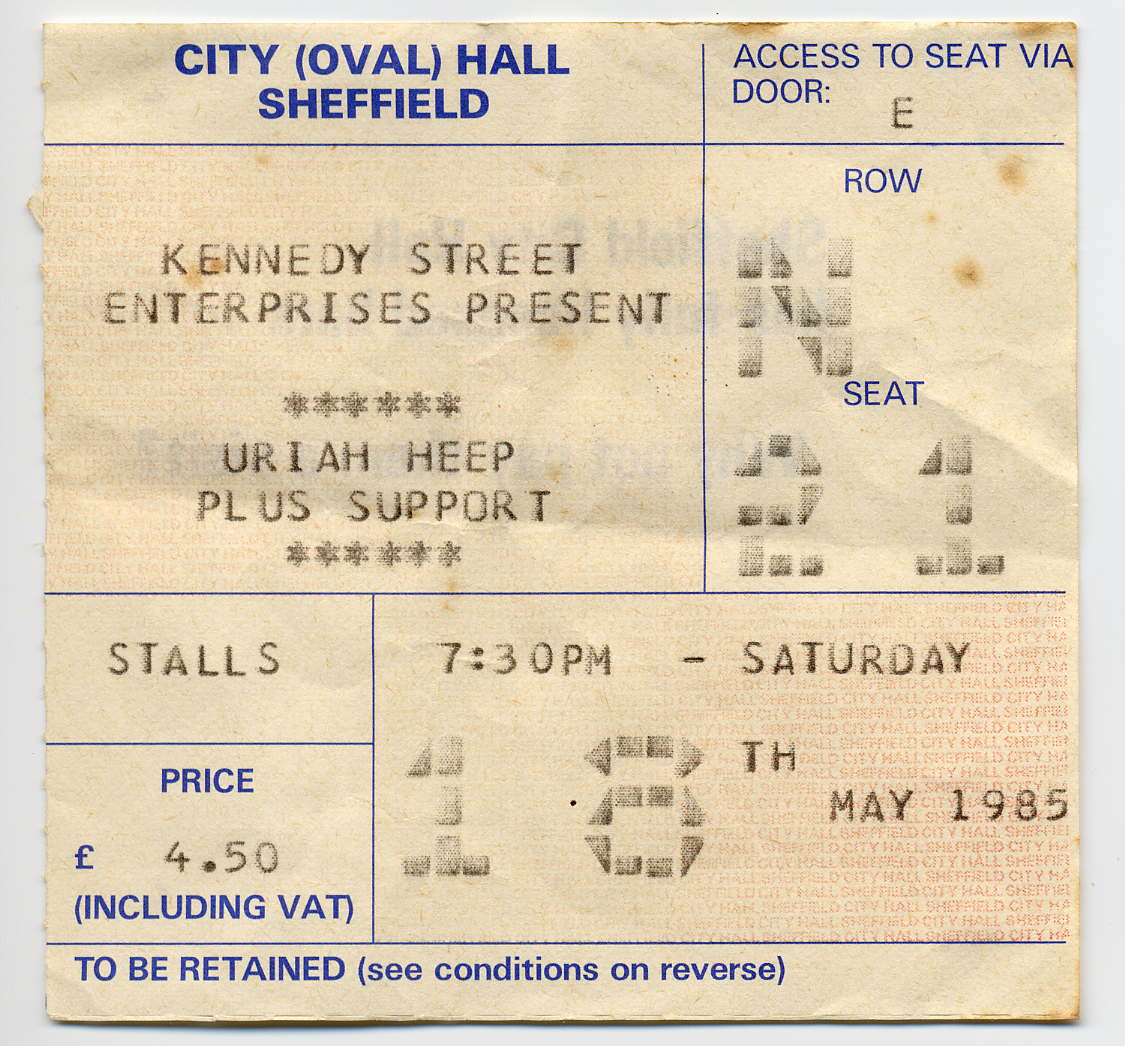 CITY (OVAL) HALL
SHEFFIELD
ACCESS TO SEAT VIA
DOOR:
E
KENNEDY STREET
ENTERPRISES PRESENT
******
URIAH HEEP
PLUS SUPPORT
******
ROW
N
SEAT
21
STALLS
7:30PM - SATURDAY
18 TH
MAY 1985
PRICE
£ 4.50
(INCLUDING VAT)
TO BE RETAINED (see conditions on reverse)